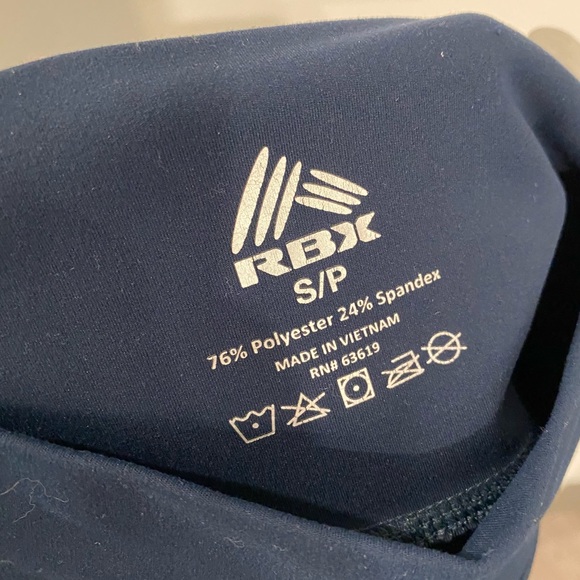 RBX
S/P
76% Polyester 24% Spandex
MADE IN VIETNAM
RN# 63619